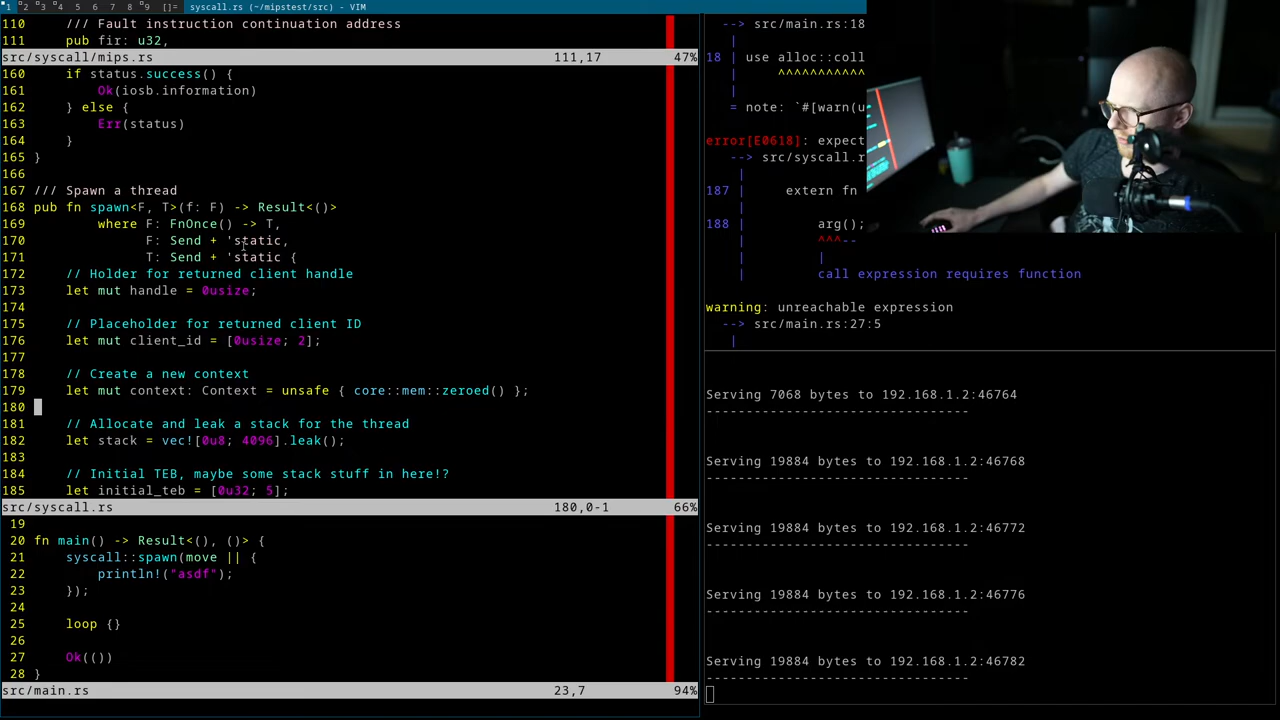 1 2 3 4 5 6 7 8 9 []= syscall.rs (~/mipstest/src) - VIM
110 /// Fault instruction continuation address
111 pub fir: u32,
src/syscall/mips.rs 111,17 47%
160 if status.success() {
161 Ok(iosb.information)
162 } else {
163 Err(status)
164 }
165 }
166
167 /// Spawn a thread
168 pub fn spawn<F, T>(f: F) -> Result<()>
169 where F: FnOnce() -> T,
170 F: Send + 'static,
171 T: Send + 'static {
172 // Holder for returned client handle
173 let mut handle = 0usize;
174
175 // Placeholder for returned client ID
176 let mut client_id = [0usize; 2];
177
178 // Create a new context
179 let mut context: Context = unsafe { core::mem::zeroed() };
180
181 // Allocate and leak a stack for the thread
182 let stack = vec![0u8; 4096].leak();
183
184 // Initial TEB, maybe some stack stuff in here!?
185 let initial_teb = [0u32; 5];
src/syscall.rs 180,0-1 66%
19
20 fn main() -> Result<(), ()> {
21 syscall::spawn(move || {
22 println!("asdf");
23 });
24
25 loop {}
26
27 Ok(())
28 }
src/main.rs 23,7 94%
--> src/main.rs:18
|
18 | use alloc::coll
| ^^^^^^^^^^^
|
= note: `#[warn(u
error[E0618]: expect
--> src/syscall.r
|
187 | extern fn
|
188 | arg();
| ^^^--
| |
| call expression requires function
warning: unreachable expression
--> src/main.rs:27:5
|
Serving 7068 bytes to 192.168.1.2:46764
---------------------------------
Serving 19884 bytes to 192.168.1.2:46768
---------------------------------
Serving 19884 bytes to 192.168.1.2:46772
---------------------------------
Serving 19884 bytes to 192.168.1.2:46776
---------------------------------
Serving 19884 bytes to 192.168.1.2:46782
---------------------------------